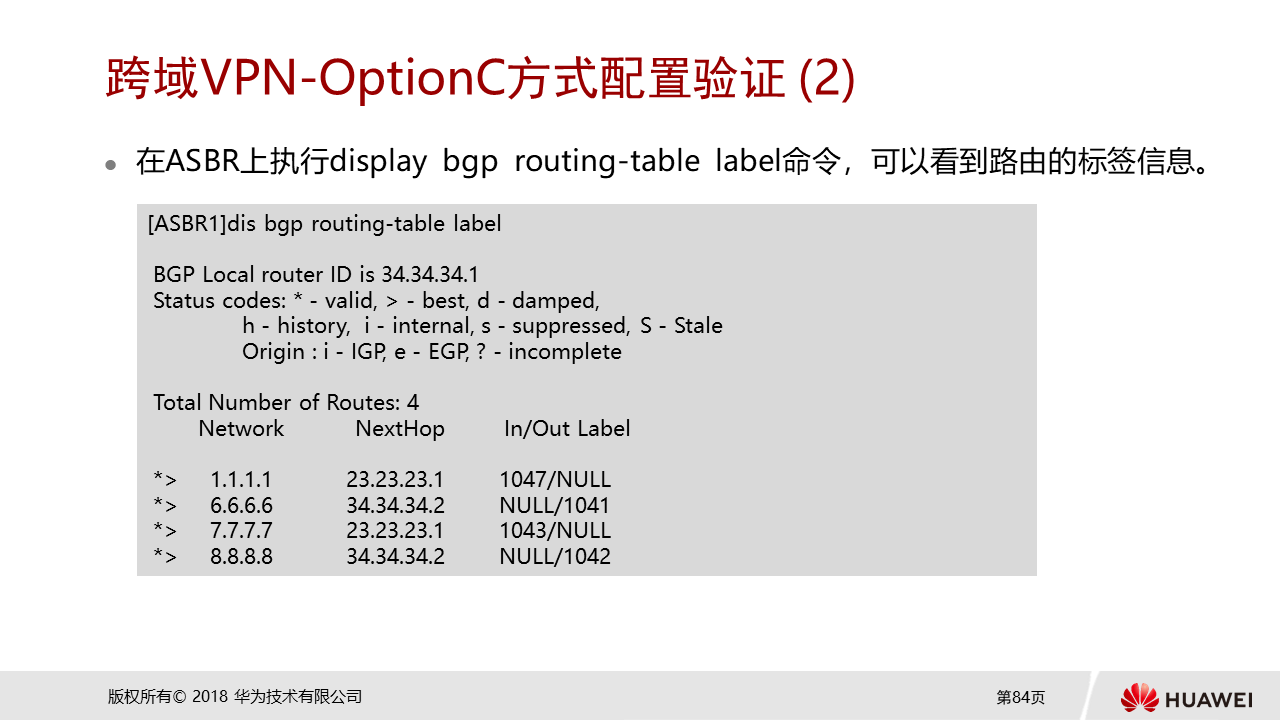 跨域VPN-OptionC方式配置验证 (2)
● 在ASBR上执行display bgp routing-table label命令，可以看到路由的标签信息。
[ASBR1]dis bgp routing-table label
BGP Local router ID is 34.34.34.1
Status codes: * - valid, > - best, d - damped,
h - history, i - internal, s - suppressed, S - Stale
Origin : i - IGP, e - EGP, ? - incomplete
Total Number of Routes: 4
Network NextHop In/Out Label
*> 1.1.1.1 23.23.23.1 1047/NULL
*> 6.6.6.6 34.34.34.2 NULL/1041
*> 7.7.7.7 23.23.23.1 1043/NULL
*> 8.8.8.8 34.34.34.2 NULL/1042
版权所有© 2018 华为技术有限公司
第84页
HUAWEI